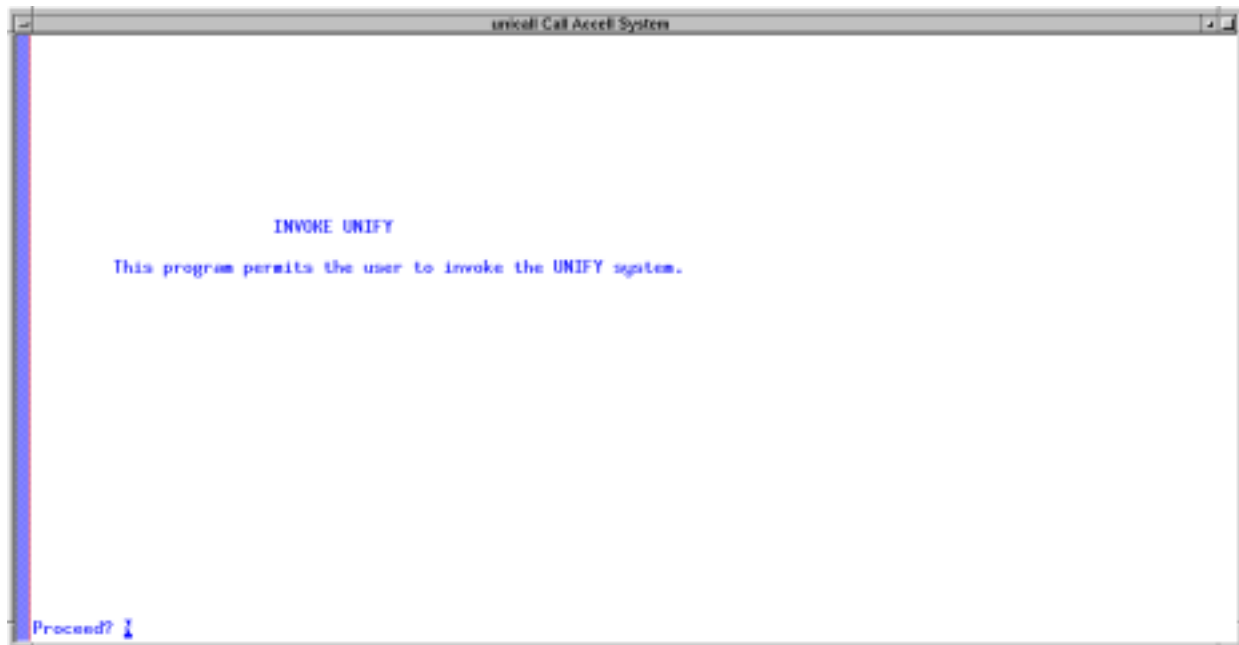 unicall Call Accell System
INVOKE UNIFY
This program permits the user to invoke the UNIFY system.
Proceed?